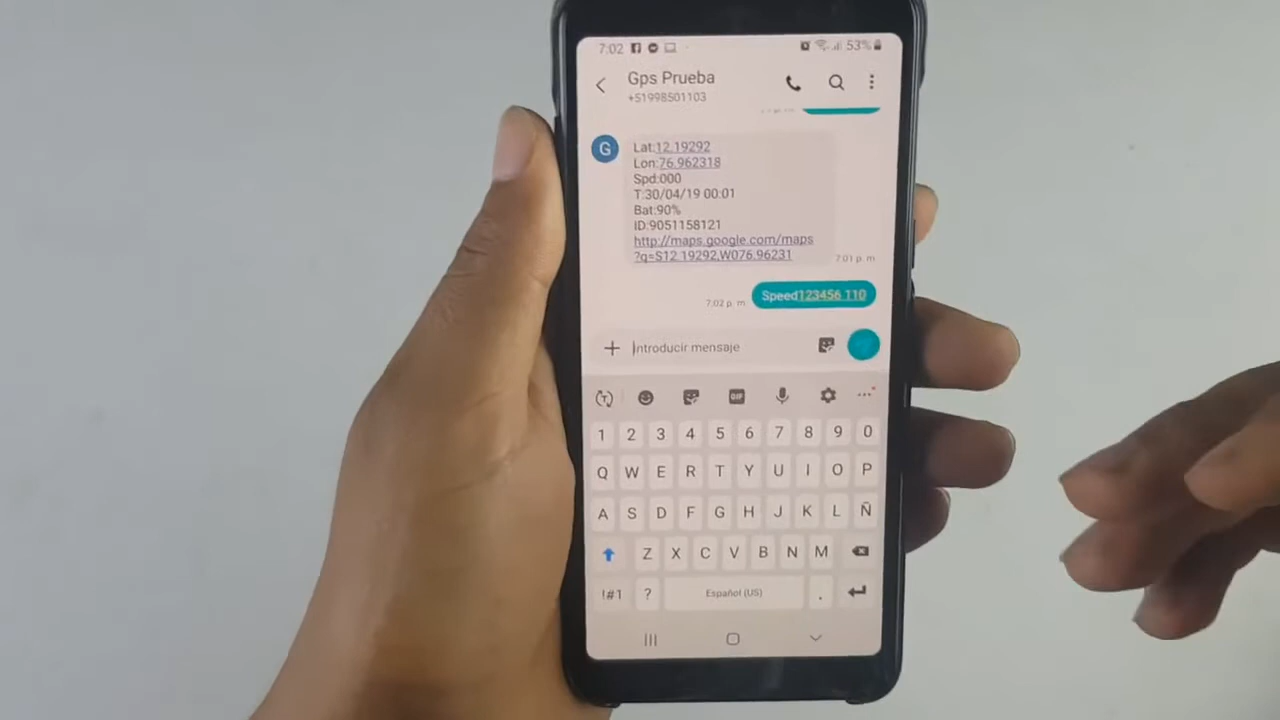 7:02
53%
Gps Prueba
+51998501103
G
Lat:12.19292
Lon:76.962318
Spd:000
T:30/04/19 00:01
Bat:90%
ID:9051158121
http://maps.google.com/maps
?q=S12.19292,W076.96231
7:01 p. m.
7:02 p. m.
Speed123456 110
Introducir mensaje
T
GIF
1 2 3 4 5 6 7 8 9 0
Q W E R T Y U I O P
A S D F G H J K L Ñ
Z X C V B N M
!#1 ? Español (US) .